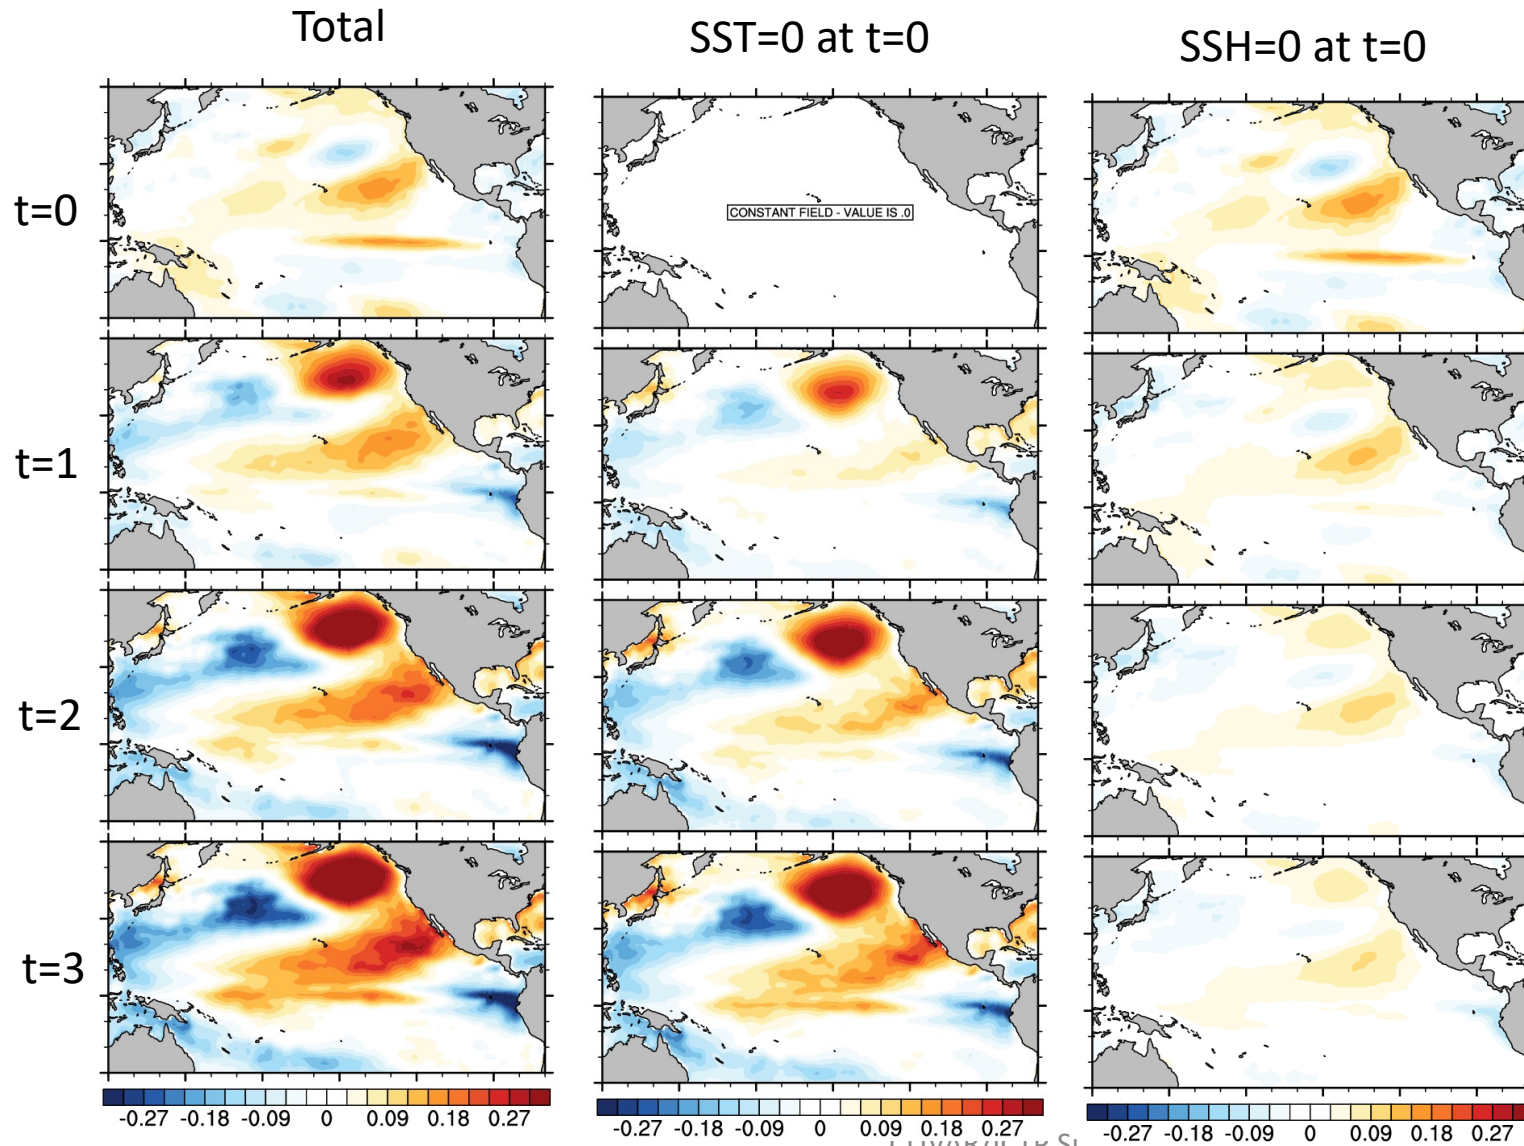 Total
SST=0 at t=0
SSH=0 at t=0
t=0
CONSTANT FIELD - VALUE IS .0
t=1
t=2
t=3
-0.27 -0.18 -0.09 0 0.09 0.18 0.27
-0.27 -0.18 -0.09 0 0.09 0.18 0.27
-0.27 -0.18 -0.09 0 0.09 0.18 0.27